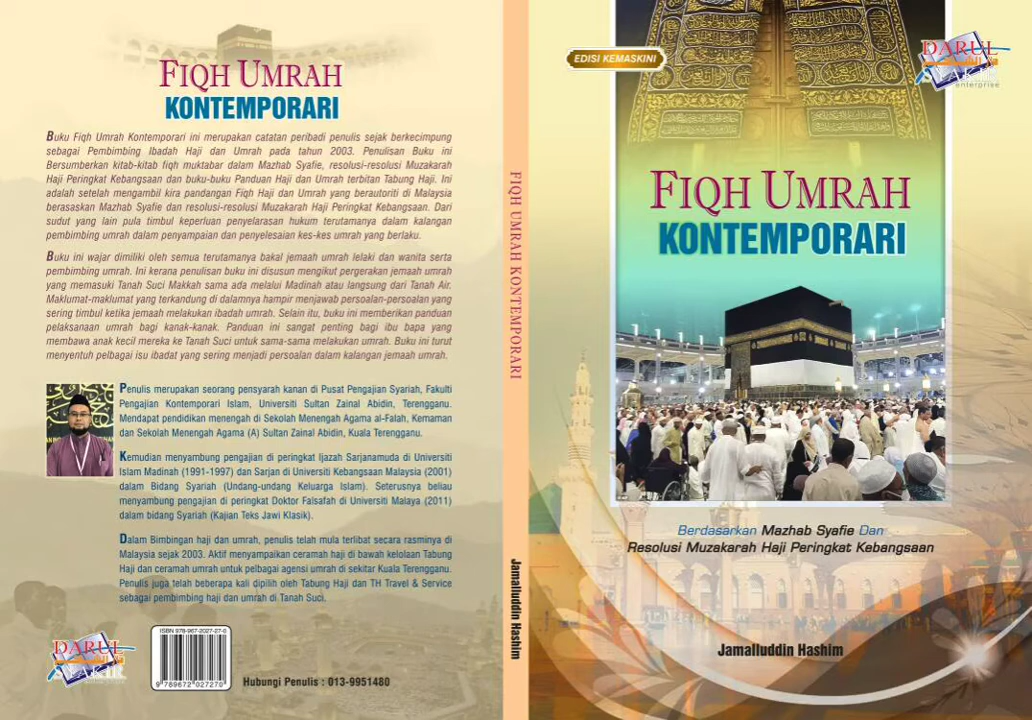 FIQH UMRAH
KONTEMPORARI
Buku Fiqh Umrah Kontemporari ini merupakan catatan peribadi penulis sejak berkecimpung
sebagai Pembimbing Ibadah Haji dan Umrah pada tahun 2003. Penulisan Buku ini
Bersumberkan kitab-kitab fiqh muktabar dalam Mazhab Syafie, resolusi-resolusi Muzakarah
Haji Peringkat Kebangsaan dan buku-buku Panduan Haji dan Umrah terbitan Tabung Haji. Ini
adalah setelah mengambil kira pandangan Fiqh Haji dan Umrah yang berautoriti di Malaysia
berasaskan Mazhab Syafie dan resolusi-resolusi Muzakarah Haji Peringkat Kebangsaan. Dari
sudut yang lain pula timbul keperluan penyelarasan hukum terutamanya dalam kalangan
pembimbing umrah dalam penyampaian dan penyelesaian kes-kes umrah yang berlaku.
Buku ini wajar dimiliki oleh semua terutamanya bakal jemaah umrah lelaki dan wanita serta
pembimbing umrah. Ini kerana penulisan buku ini disusun mengikut pergerakan jemaah umrah
yang memasuki Tanah Suci Makkah sama ada melalui Madinah atau langsung dari Tanah Air.
Maklumat-maklumat yang terkandung di dalamnya hampir menjawab persoalan-persoalan yang
sering timbul ketika jemaah melakukan ibadah umrah. Selain itu, buku ini memberikan panduan
pelaksanaan umrah bagi kanak-kanak. Panduan ini sangat penting bagi ibu bapa yang
membawa anak kecil mereka ke Tanah Suci untuk sama-sama melakukan umrah. Buku ini turut
menyentuh pelbagai isu ibadat yang sering menjadi persoalan dalam kalangan jemaah umrah.
Penulis merupakan seorang pensyarah kanan di Pusat Pengajian Syariah, Fakulti
Pengajian Kontemporari Islam, Universiti Sultan Zainal Abidin, Terengganu.
Mendapat pendidikan menengah di Sekolah Menengah Agama al-Falah, Kemaman
dan Sekolah Menengah Agama (A) Sultan Zainal Abidin, Kuala Terengganu.
Kemudian menyambung pengajian di peringkat Ijazah Sarjanamuda di Universiti
Islam Madinah (1991-1997) dan Sarjan di Universiti Kebangsaan Malaysia (2001)
dalam Bidang Syariah (Undang-undang Keluarga Islam). Seterusnya beliau
menyambung pengajian di peringkat Doktor Falsafah di Universiti Malaya (2011)
dalam bidang Syariah (Kajian Teks Jawi Klasik).
Dalam Bimbingan haji dan umrah, penulis telah mula terlibat secara rasminya di
Malaysia sejak 2003. Aktif menyampaikan ceramah haji di bawah kelolaan Tabung
Haji dan ceramah umrah untuk pelbagai agensi umrah di sekitar Kuala Terengganu.
Penulis juga telah beberapa kali dipilih oleh Tabung Haji dan TH Travel & Service
sebagai pembimbing haji dan umrah di Tanah Suci.
DARUL
SYAKIR
enterprise
ISBN 978-967-2027-27-0
9 789672 027270
Hubungi Penulis : 013-9951480
FIQH UMRAH KONTEMPORARI
Jamalluddin Hashim
EDISI KEMASKINI
DARUL
SYAKIR
enterprise
FIQH UMRAH
KONTEMPORARI
Berdasarkan Mazhab Syafie Dan
Resolusi Muzakarah Haji Peringkat Kebangsaan
Jamalluddin Hashim